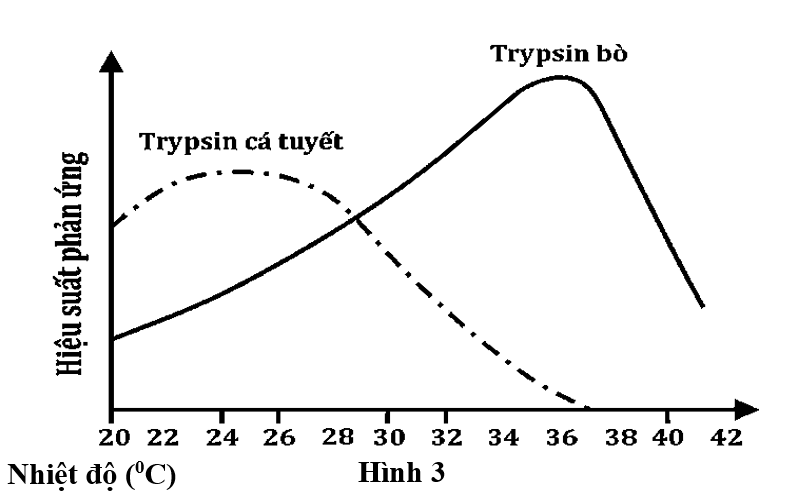 Trypsin bò
Trypsin cá tuyết
Hiệu suất phản ứng
20 22 24 26 28 30 32 34 36 38 40 42
Nhiệt độ (⁰C)
Hình 3